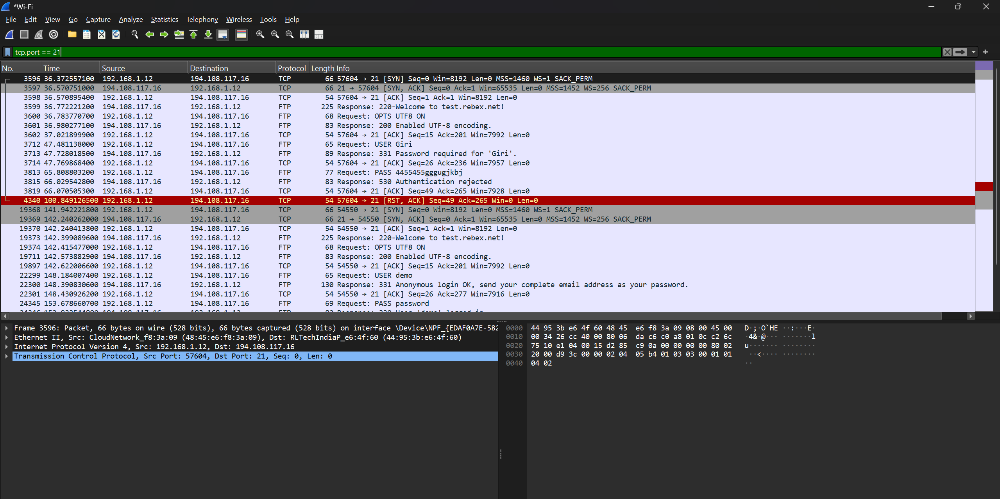 *Wi-Fi
File Edit View Go Capture Analyze Statistics Telephony Wireless Tools Help
tcp.port == 21
No. Time Source Destination Protocol Length Info
3596 36.372557100 192.168.1.12 194.108.117.16 TCP 66 57604 → 21 [SYN] Seq=0 Win=8192 Len=0 MSS=1460 WS=1 SACK_PERM
3597 36.570751000 194.108.117.16 192.168.1.12 TCP 66 21 → 57604 [SYN, ACK] Seq=0 Ack=1 Win=65535 Len=0 MSS=1452 WS=256 SACK_PERM
3598 36.570895400 192.168.1.12 194.108.117.16 TCP 54 57604 → 21 [ACK] Seq=1 Ack=1 Win=8192 Len=0
3599 36.772221200 194.108.117.16 192.168.1.12 FTP 225 Response: 220-Welcome to test.rebex.net!
3600 36.783770700 192.168.1.12 194.108.117.16 FTP 68 Request: OPTS UTF8 ON
3601 36.980277100 194.108.117.16 192.168.1.12 FTP 83 Response: 200 Enabled UTF-8 encoding.
3602 37.021899900 192.168.1.12 194.108.117.16 TCP 54 57604 → 21 [ACK] Seq=15 Ack=201 Win=7992 Len=0
3712 47.481138000 192.168.1.12 194.108.117.16 FTP 65 Request: USER Giri
3713 47.728018500 194.108.117.16 192.168.1.12 FTP 89 Response: 331 Password required for 'Giri'.
3714 47.769868400 192.168.1.12 194.108.117.16 TCP 54 57604 → 21 [ACK] Seq=26 Ack=236 Win=7957 Len=0
3813 65.808803200 192.168.1.12 194.108.117.16 FTP 77 Request: PASS 4455455gggugjkbj
3815 66.029542800 194.108.117.16 192.168.1.12 FTP 83 Response: 530 Authentication rejected
3819 66.070505300 192.168.1.12 194.108.117.16 TCP 54 57604 → 21 [ACK] Seq=49 Ack=265 Win=7928 Len=0
4340 100.849126500 192.168.1.12 194.108.117.16 TCP 54 57604 → 21 [RST, ACK] Seq=49 Ack=265 Win=0 Len=0
19368 141.942221800 192.168.1.12 194.108.117.16 TCP 66 54550 → 21 [SYN] Seq=0 Win=8192 Len=0 MSS=1460 WS=1 SACK_PERM
19369 142.240262000 194.108.117.16 192.168.1.12 TCP 66 21 → 54550 [SYN, ACK] Seq=0 Ack=1 Win=65535 Len=0 MSS=1452 WS=256 SACK_PERM
19370 142.240413800 192.168.1.12 194.108.117.16 TCP 54 54550 → 21 [ACK] Seq=1 Ack=1 Win=8192 Len=0
19373 142.399089600 194.108.117.16 192.168.1.12 FTP 225 Response: 220-Welcome to test.rebex.net!
19374 142.415477000 192.168.1.12 194.108.117.16 FTP 68 Request: OPTS UTF8 ON
19711 142.573882900 194.108.117.16 192.168.1.12 FTP 83 Response: 200 Enabled UTF-8 encoding.
19897 142.622006600 192.168.1.12 194.108.117.16 TCP 54 54550 → 21 [ACK] Seq=15 Ack=201 Win=7992 Len=0
22299 148.184007400 192.168.1.12 194.108.117.16 FTP 65 Request: USER demo
22300 148.390830600 194.108.117.16 192.168.1.12 FTP 130 Response: 331 Anonymous login OK, send your complete email address as your password.
22301 148.430926200 192.168.1.12 194.108.117.16 TCP 54 54550 → 21 [ACK] Seq=26 Ack=277 Win=7916 Len=0
24345 153.678660700 192.168.1.12 194.108.117.16 FTP 69 Request: PASS password
Frame 3596: Packet, 66 bytes on wire (528 bits), 66 bytes captured (528 bits) on interface \Device\NPF_{EDAF0A7E-582
Ethernet II, Src: CloudNetwork_f8:3a:09 (48:45:e6:f8:3a:09), Dst: RLTechIndiaP_e6:4f:60 (44:95:3b:e6:4f:60)
Internet Protocol Version 4, Src: 192.168.1.12, Dst: 194.108.117.16
Transmission Control Protocol, Src Port: 57604, Dst Port: 21, Seq: 0, Len: 0
0000 44 95 3b e6 4f 60 48 45 e6 f8 3a 09 08 00 45 00 D·;·O`HE ··:···E·
0010 00 34 26 cc 40 00 80 06 da c6 c0 a8 01 0c c2 6c ·4&·@··· ·······l
0020 75 10 e1 04 00 15 d2 85 c9 0a 00 00 00 00 80 02 u······· ········
0030 20 00 d9 3c 00 00 02 04 05 b4 01 03 03 00 01 01 ··<···· ········
0040 04 02 ··